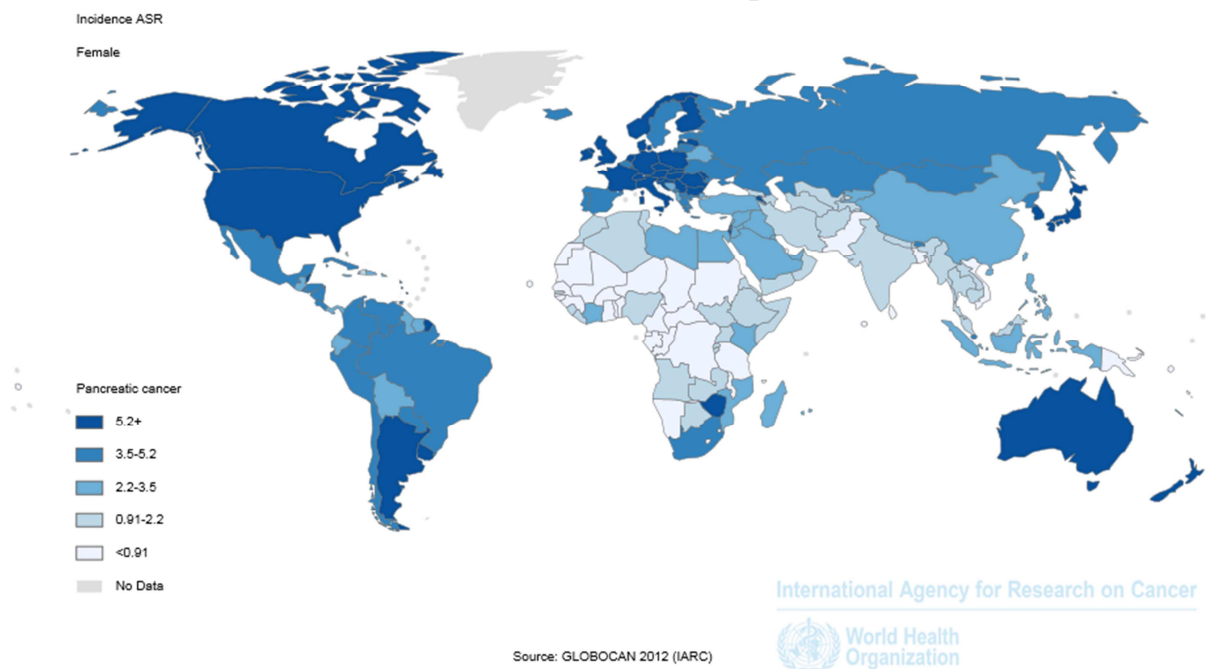 Incidence ASR
Female
Pancreatic cancer
5.2+
3.5-5.2
2.2-3.5
0.91-2.2
<0.91
No Data
International Agency for Research on Cancer
World Health
Organization
Source: GLOBOCAN 2012 (IARC)